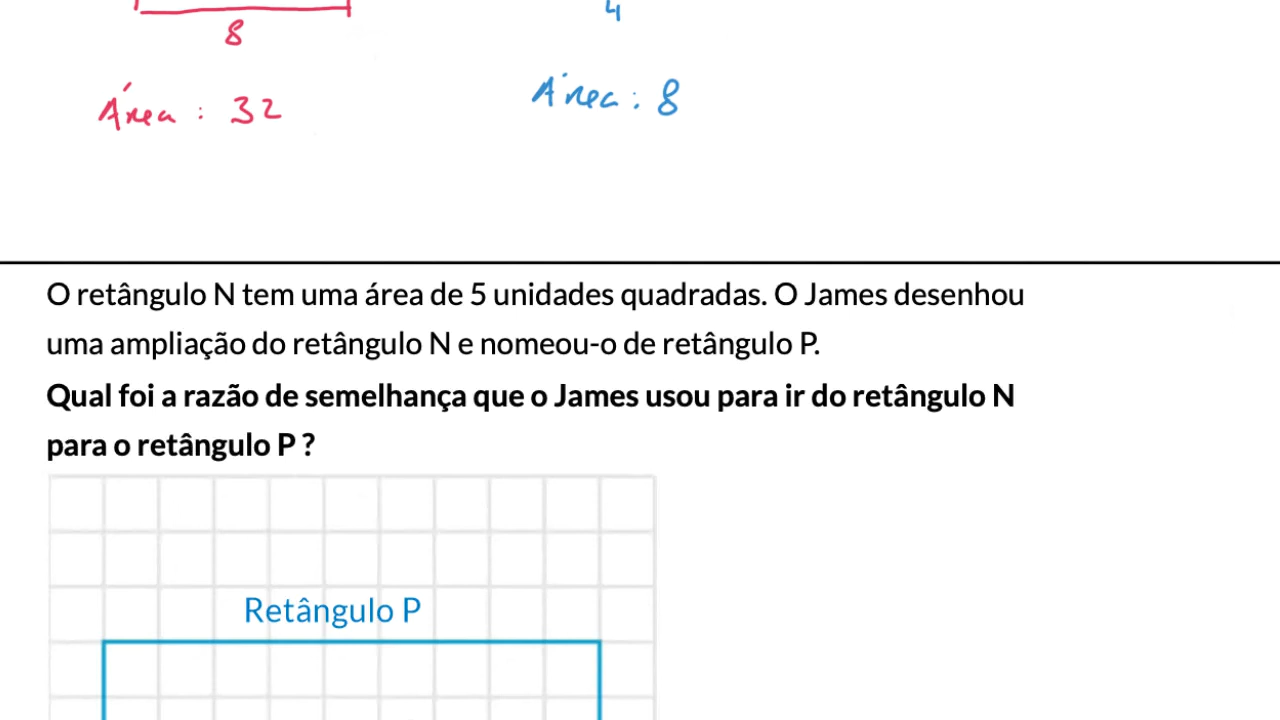 8
4
Área : 32
Área : 8
O retângulo N tem uma área de 5 unidades quadradas. O James desenhou
uma ampliação do retângulo N e nomeou-o de retângulo P.
Qual foi a razão de semelhança que o James usou para ir do retângulo N
para o retângulo P ?
Retângulo P